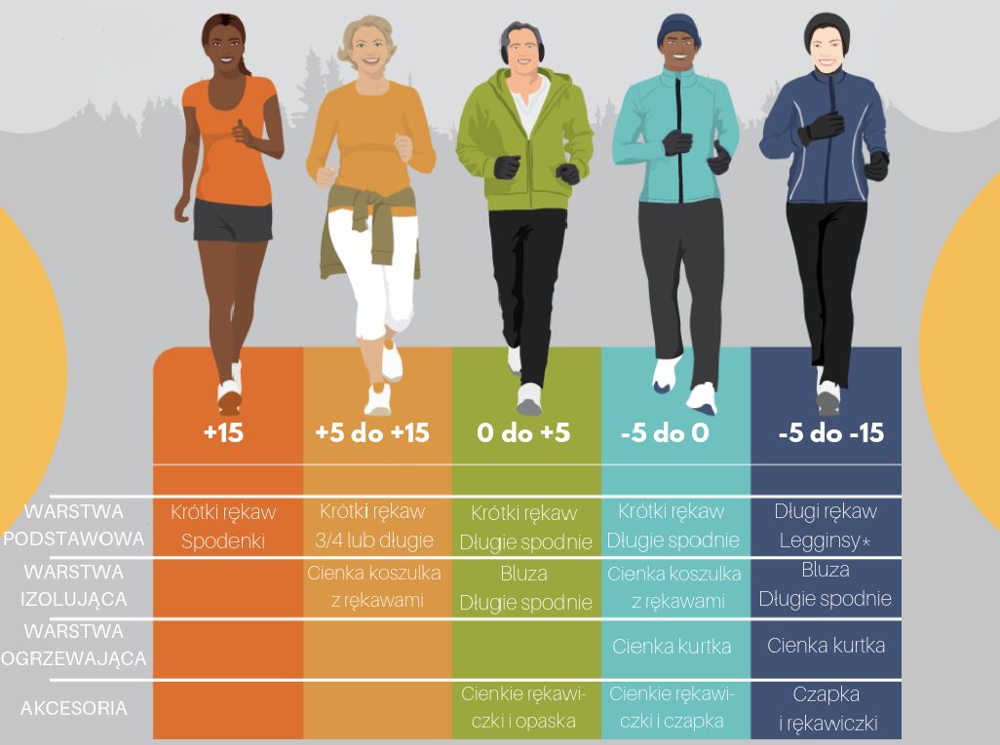 +15
+5 do +15
0 do +5
-5 do 0
-5 do -15
WARSTWA
PODSTAWOWA
Krótki rękaw
Spodenki
Krótki rękaw
3/4 lub długie
Krótki rękaw
Długie spodnie
Krótki rękaw
Długie spodnie
Długi rękaw
Legginsy*
WARSTWA
IZOLUJĄCA
Cienka koszulka
z rękawami
Bluza
Długie spodnie
Cienka koszulka
z rękawami
Bluza
Długie spodnie
WARSTWA
OGRZEWAJĄCA
Cienka kurtka
Cienka kurtka
AKCESORIA
Cienkie rękawi-
czki i opaska
Cienkie rękawi-
czki i czapka
Czapka
i rękawiczki